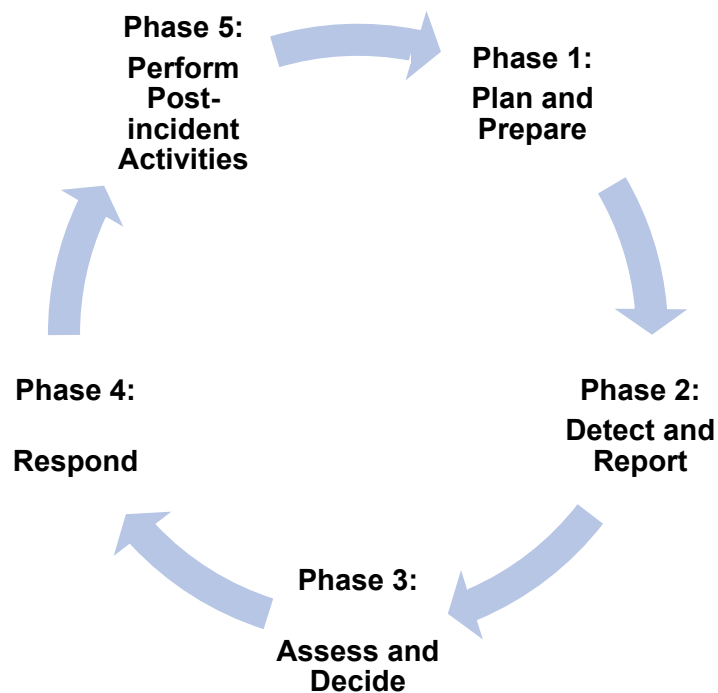 Phase 1:
Plan and
Prepare
Phase 2:
Detect and
Report
Phase 3:
Assess and
Decide
Phase 4:
Respond
Phase 5:
Perform
Post-
incident
Activities